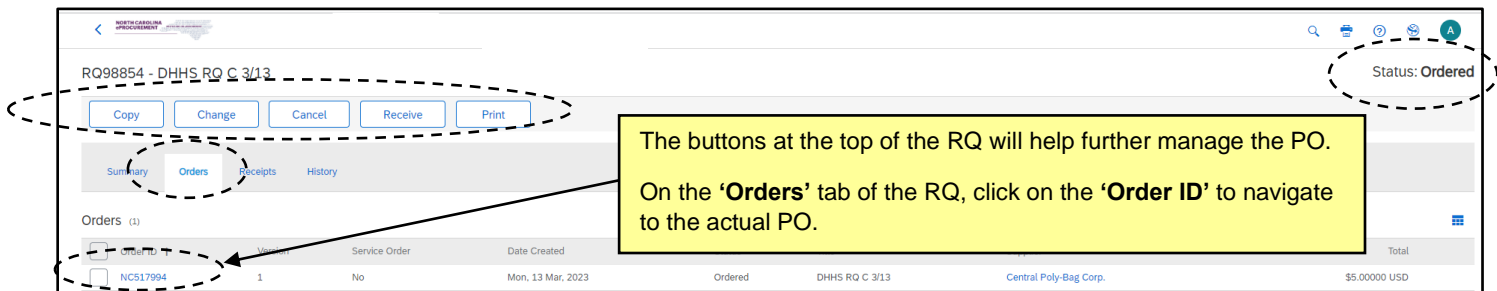 NORTH CAROLINA
ePROCUREMENT
A
RQ98854 - DHHS RQ C 3/13
Status: Ordered
Copy Change Cancel Receive Print
The buttons at the top of the RQ will help further manage the PO.
On the ‘Orders’ tab of the RQ, click on the ‘Order ID’ to navigate
to the actual PO.
Summary Orders Receipts History
Orders (1)
Order ID ↑ Version Service Order Date Created Total
NC517994 1 No Mon, 13 Mar, 2023 Ordered DHHS RQ C 3/13 Central Poly-Bag Corp. $5.00000 USD